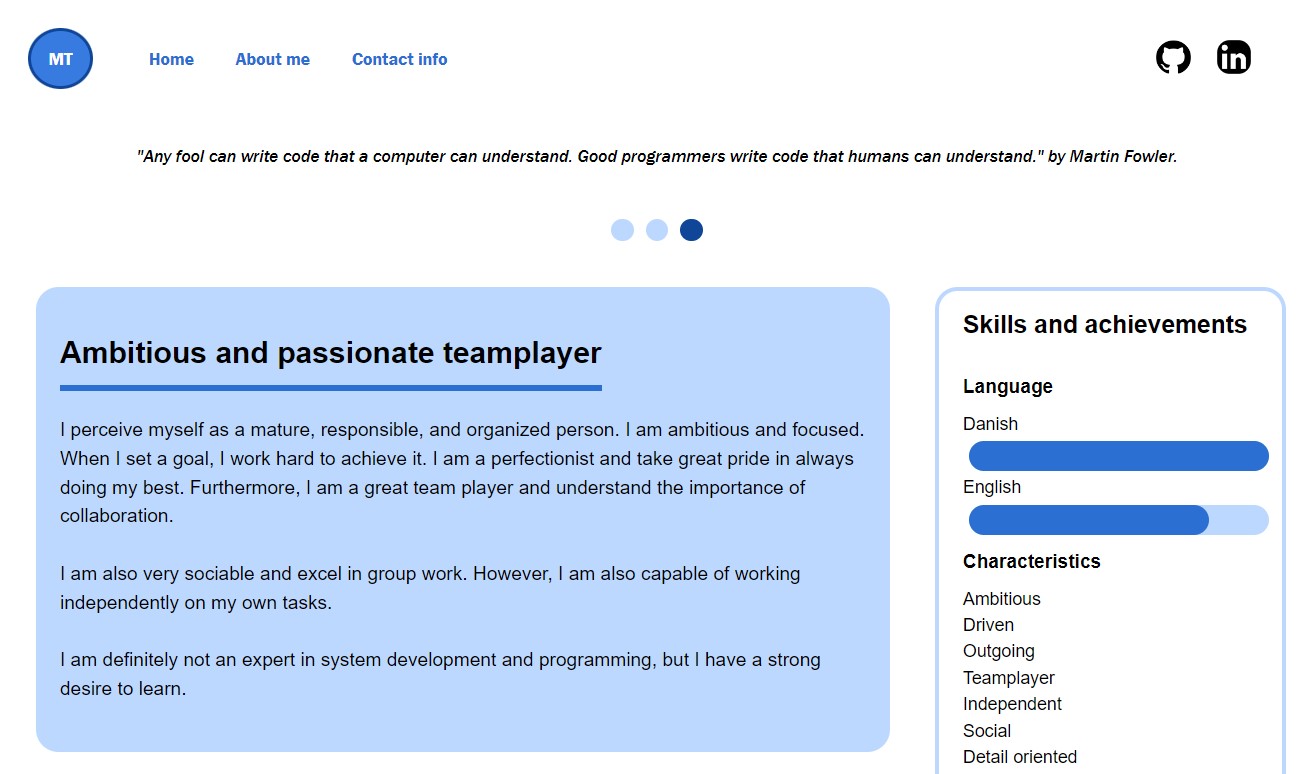 MT
Home
About me
Contact info
in
"Any fool can write code that a computer can understand. Good programmers write code that humans can understand." by Martin Fowler.
Ambitious and passionate teamplayer
I perceive myself as a mature, responsible, and organized person. I am ambitious and focused.
When I set a goal, I work hard to achieve it. I am a perfectionist and take great pride in always
doing my best. Furthermore, I am a great team player and understand the importance of
collaboration.
I am also very sociable and excel in group work. However, I am also capable of working
independently on my own tasks.
I am definitely not an expert in system development and programming, but I have a strong
desire to learn.
Skills and achievements
Language
Danish
English
Characteristics
Ambitious
Driven
Outgoing
Teamplayer
Independent
Social
Detail oriented